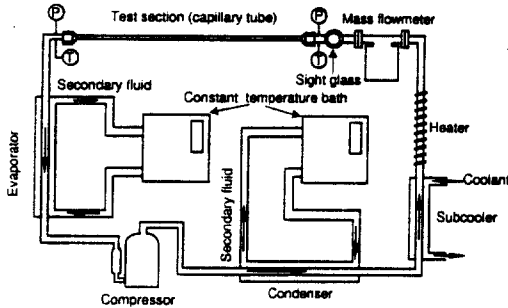 Test section (capillary tube)
P
P
Mass flowmeter
T
T
Sight glass
Secondary fluid
Constant temperature bath
Heater
Evaporator
Secondary fluid
Coolant
Subcooler
Compressor
Condenser